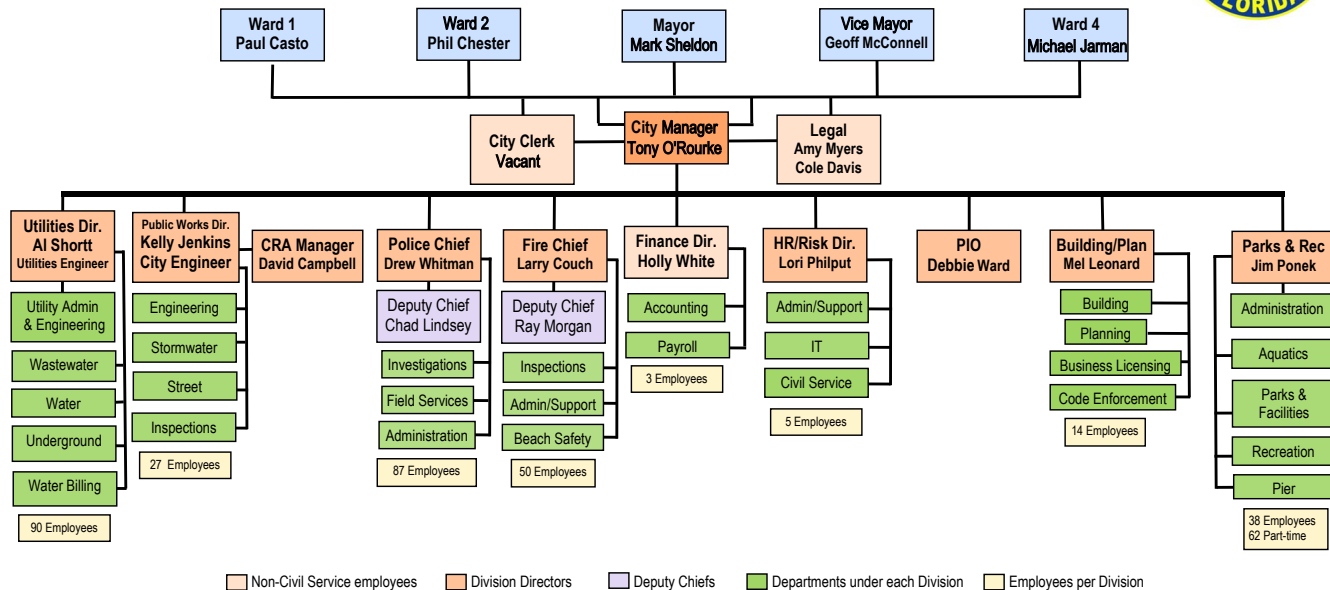 FLORIDA
Ward 1
Paul Casto
Ward 2
Phil Chester
Mayor
Mark Sheldon
Vice Mayor
Geoff McConnell
Ward 4
Michael Jarman
City Clerk
Vacant
City Manager
Tony O'Rourke
Legal
Amy Myers
Cole Davis
Utilities Dir.
Al Shortt
Utilities Engineer
Utility Admin
& Engineering
Wastewater
Water
Underground
Water Billing
90 Employees
Public Works Dir.
Kelly Jenkins
City Engineer
Engineering
Stormwater
Street
Inspections
27 Employees
CRA Manager
David Campbell
Police Chief
Drew Whitman
Deputy Chief
Chad Lindsey
Investigations
Field Services
Administration
87 Employees
Fire Chief
Larry Couch
Deputy Chief
Ray Morgan
Inspections
Admin/Support
Beach Safety
50 Employees
Finance Dir.
Holly White
Accounting
Payroll
3 Employees
HR/Risk Dir.
Lori Philput
Admin/Support
IT
Civil Service
5 Employees
PIO
Debbie Ward
Building/Plan
Mel Leonard
Building
Planning
Business Licensing
Code Enforcement
14 Employees
Parks & Rec
Jim Ponek
Administration
Aquatics
Parks &
Facilities
Recreation
Pier
38 Employees
62 Part-time
Non-Civil Service employees
Division Directors
Deputy Chiefs
Departments under each Division
Employees per Division